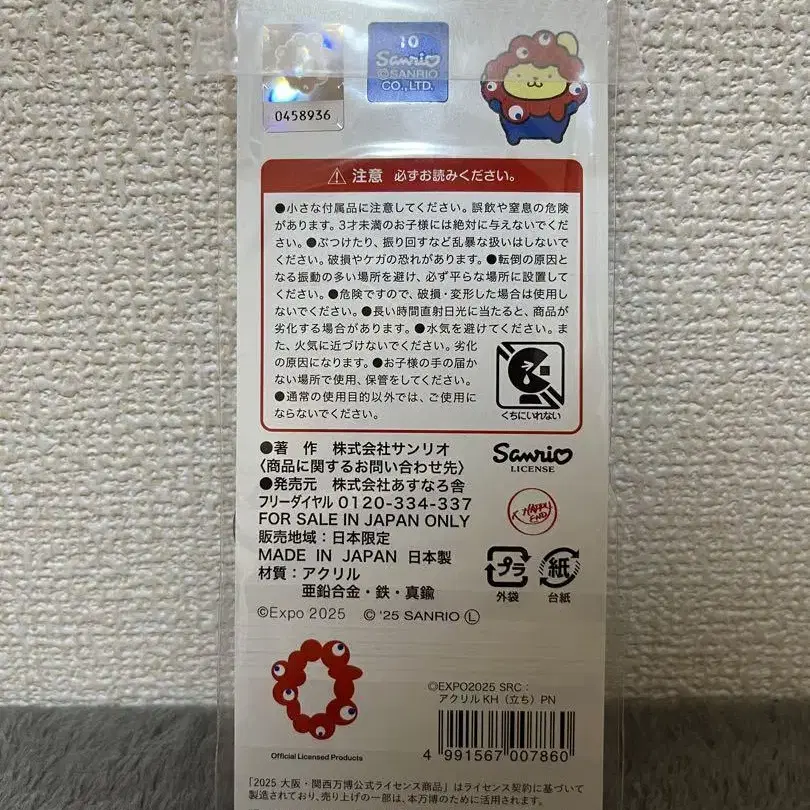 0458936
10
Sanrio
©SANRIO
CO.,LTD.
⚠ 注意 必ずお読みください。
●小さな付属品に注意してください。誤飲や窒息の危険
があります。3才未満のお子様には絶対に与えないでくだ
さい。●ぶつけたり、振り回すなど乱暴な扱いはしないで
ください。破損やケガの恐れがあります。●転倒の原因と
なる振動の多い場所を避け、必ず平らな場所に設置して
ください。●危険ですので、破損・変形した場合は使用し
ないでください。●長い時間直射日光に当たると、商品が
劣化する場合があります。●水気を避けてください。ま
た、火気に近づけないでください。劣化
の原因になります。●お子様の手の届か
ない場所で使用、保管をしてください。
●通常の使用目的以外では、ご使用に
ならないでください。
くちにいれない
●著 作 株式会社サンリオ
〈商品に関するお問い合わせ先〉
●発売元 株式会社あすなろ舎
フリーダイヤル 0120-334-337
FOR SALE IN JAPAN ONLY
販売地域：日本限定
MADE IN JAPAN 日本製
材質：アクリル
亜鉛合金・鉄・真鍮
©Expo 2025 © '25 SANRIO Ⓛ
Sanrio
LICENSE
HAPPY
END
プラ
外袋
紙
台紙
Official Licensed Products
©EXPO2025 SRC：
アクリルKH（立ち）PN
4 991567 007860
「2025 大阪・関西万博公式ライセンス商品」はライセンス契約に基づいて
製造されており、売り上げの一部は、本万博のために活用されます。